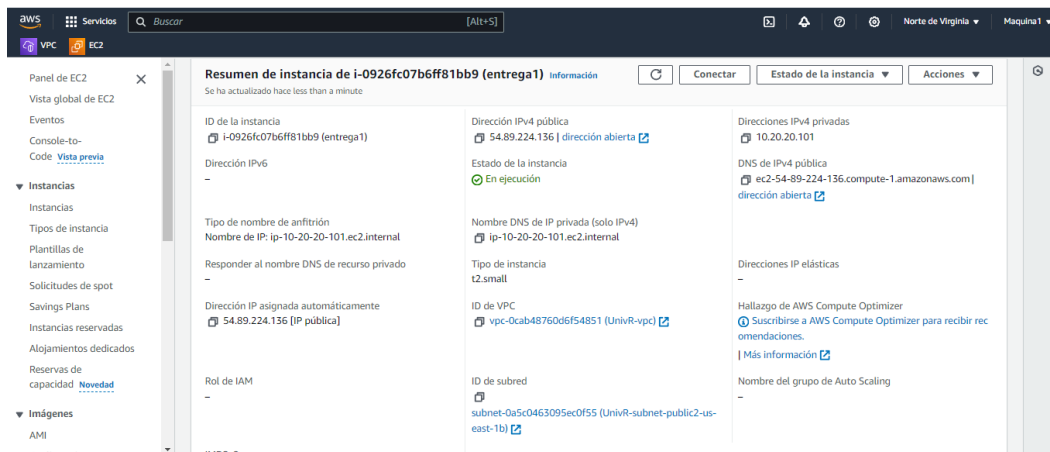 aws
Servicios
Buscar
[Alt+S]
Norte de Virginia
Maquina1
VPC
EC2
Panel de EC2
Vista global de EC2
Eventos
Console-to-
Code Vista previa
Instancias
Instancias
Tipos de instancia
Plantillas de
lanzamiento
Solicitudes de spot
Savings Plans
Instancias reservadas
Alojamientos dedicados
Reservas de
capacidad Novedad
Imágenes
AMI
Resumen de instancia de i-0926fc07b6ff81bb9 (entrega1) Información
Se ha actualizado hace less than a minute
Conectar
Estado de la instancia
Acciones
ID de la instancia
i-0926fc07b6ff81bb9 (entrega1)
Dirección IPv4 pública
54.89.224.136 | dirección abierta
Direcciones IPv4 privadas
10.20.20.101
Dirección IPv6
–
Estado de la instancia
En ejecución
DNS de IPv4 pública
ec2-54-89-224-136.compute-1.amazonaws.com |
dirección abierta
Tipo de nombre de anfitrión
Nombre de IP: ip-10-20-20-101.ec2.internal
Nombre DNS de IP privada (solo IPv4)
ip-10-20-20-101.ec2.internal
Responder al nombre DNS de recurso privado
–
Tipo de instancia
t2.small
Direcciones IP elásticas
–
Dirección IP asignada automáticamente
54.89.224.136 [IP pública]
ID de VPC
vpc-0cab48760d6f54851 (UnivR-vpc)
Hallazgo de AWS Compute Optimizer
Suscribirse a AWS Compute Optimizer para recibir rec
omendaciones.
| Más información
Rol de IAM
–
ID de subred
subnet-0a5c0463095ec0f55 (UnivR-subnet-public2-us-
east-1b)
Nombre del grupo de Auto Scaling
–